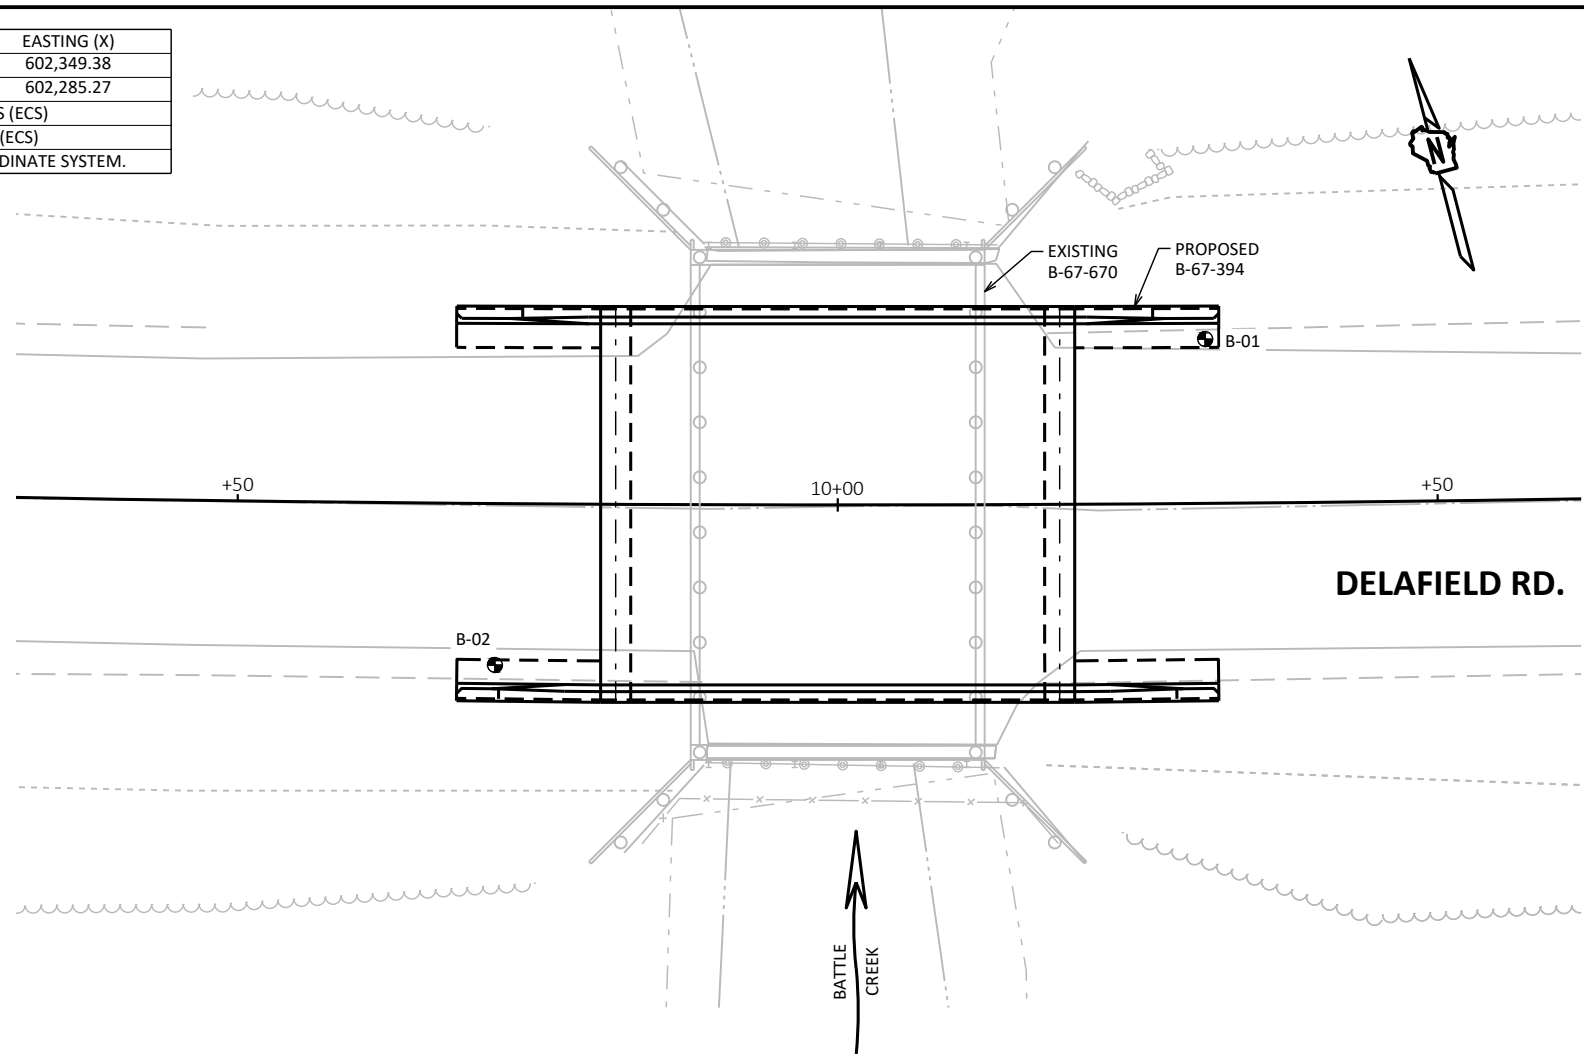 EASTING (X)
602,349.38
602,285.27
S (ECS)
(ECS)
DINATE SYSTEM.
N
EXISTING
B-67-670
PROPOSED
B-67-394
B-01
+50
10+00
+50
DELAFIELD RD.
B-02
BATTLE
CREEK